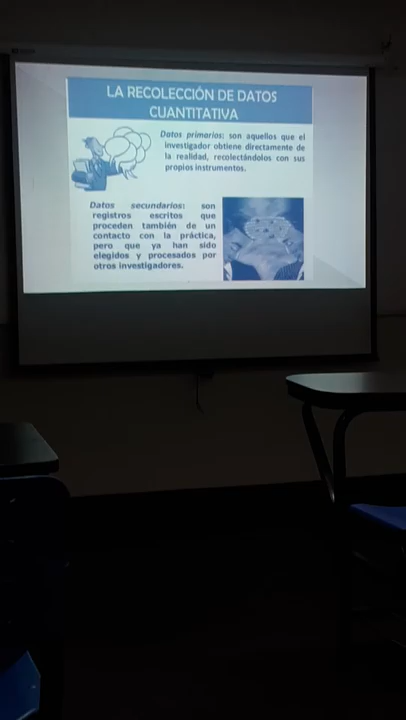 LA RECOLECCIÓN DE DATOS
CUANTITATIVA
Datos primarios: son aquellos que el
investigador obtiene directamente de
la realidad, recolectándolos con sus
propios instrumentos.
Datos secundarios: son
registros escritos que
proceden también de un
contacto con la práctica,
pero que ya han sido
elegidos y procesados por
otros investigadores.